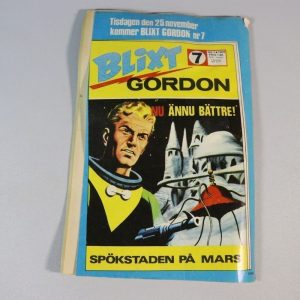 Tisdagen den 25 november
kommer BLIXT GORDON nr 7
BLIXT
7
GORDON
NU ÄNNU BÄTTRE!
SPÖKSTADEN PÅ MARS